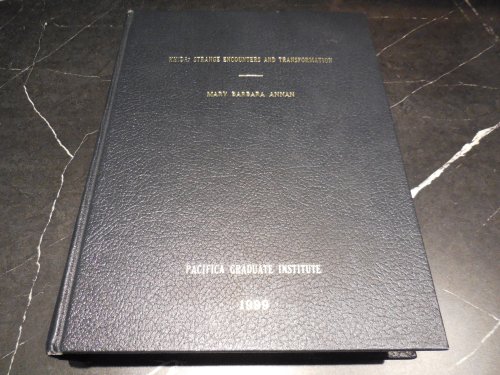 STRANGE ENCOUNTERS AND TRANSFORMATION
MARY BARBARA ANNAN
PACIFICA GRADUATE INSTITUTE
1999